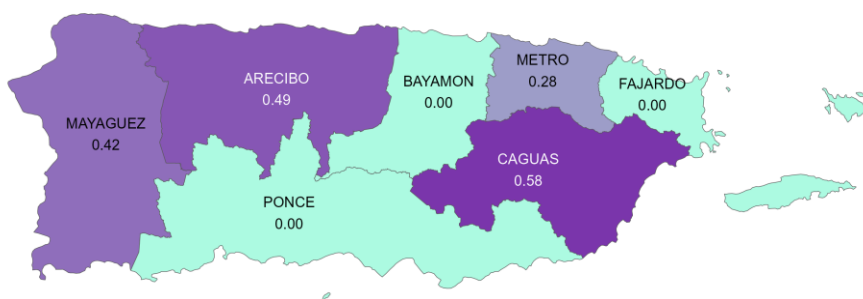 METRO
0.28
ARECIBO
0.49
BAYAMON
0.00
FAJARDO
0.00
MAYAGUEZ
0.42
CAGUAS
0.58
PONCE
0.00